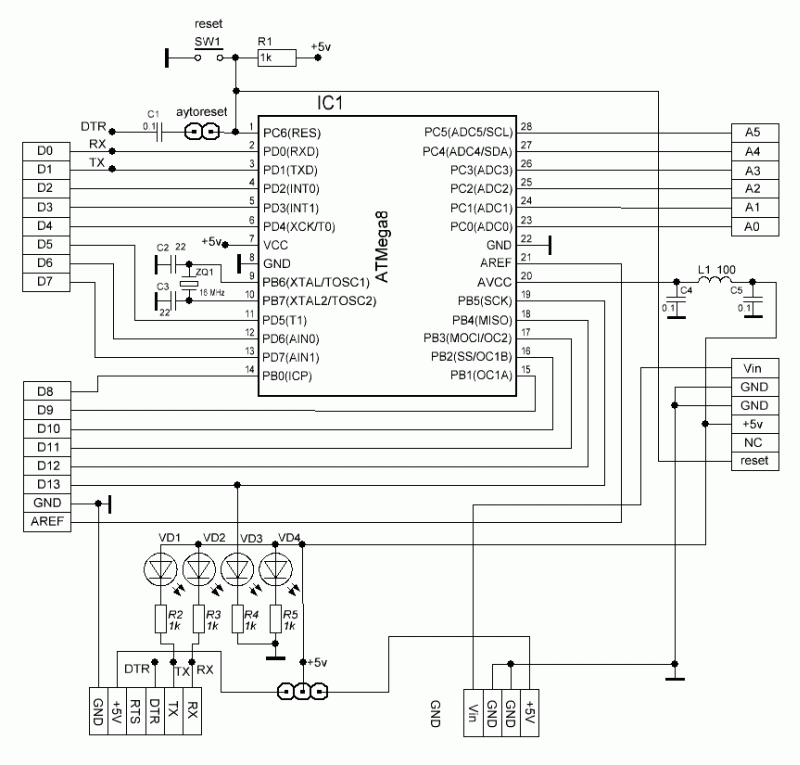 reset
SW1
R1
1k
+5v
IC1
DTR
C1
0.1
aytoreset
RX
TX
D0
D1
D2
D3
D4
D5
D6
D7
1 PC6(RES)
2 PD0(RXD)
3 PD1(TXD)
4 PD2(INT0)
5 PD3(INT1)
6 PD4(XCK/T0)
+5v 7 VCC
8 GND
9 PB6(XTAL/TOSC1)
10 PB7(XTAL2/TOSC2)
11 PD5(T1)
12 PD6(AIN0)
13 PD7(AIN1)
14 PB0(ICP)
C2 22
ZQ1
16 MHz
C3
22
ATMega8
PC5(ADC5/SCL) 28
PC4(ADC4/SDA) 27
PC3(ADC3) 26
PC2(ADC2) 25
PC1(ADC1) 24
PC0(ADC0) 23
GND 22
AREF 21
AVCC 20
PB5(SCK) 19
PB4(MISO) 18
PB3(MOCI/OC2) 17
PB2(SS/OC1B) 16
PB1(OC1A) 15
A5
A4
A3
A2
A1
A0
L1 100
C4
0.1
C5
0.1
Vin
GND
GND
+5v
NC
reset
D8
D9
D10
D11
D12
D13
GND
AREF
VD1
VD2
VD3
VD4
R2
1k
R3
1k
R4
1k
R5
1k
DTR
TX
RX
+5v
GND
+5V
RTS
DTR
TX
RX
GND
Vin
GND
GND
+5V